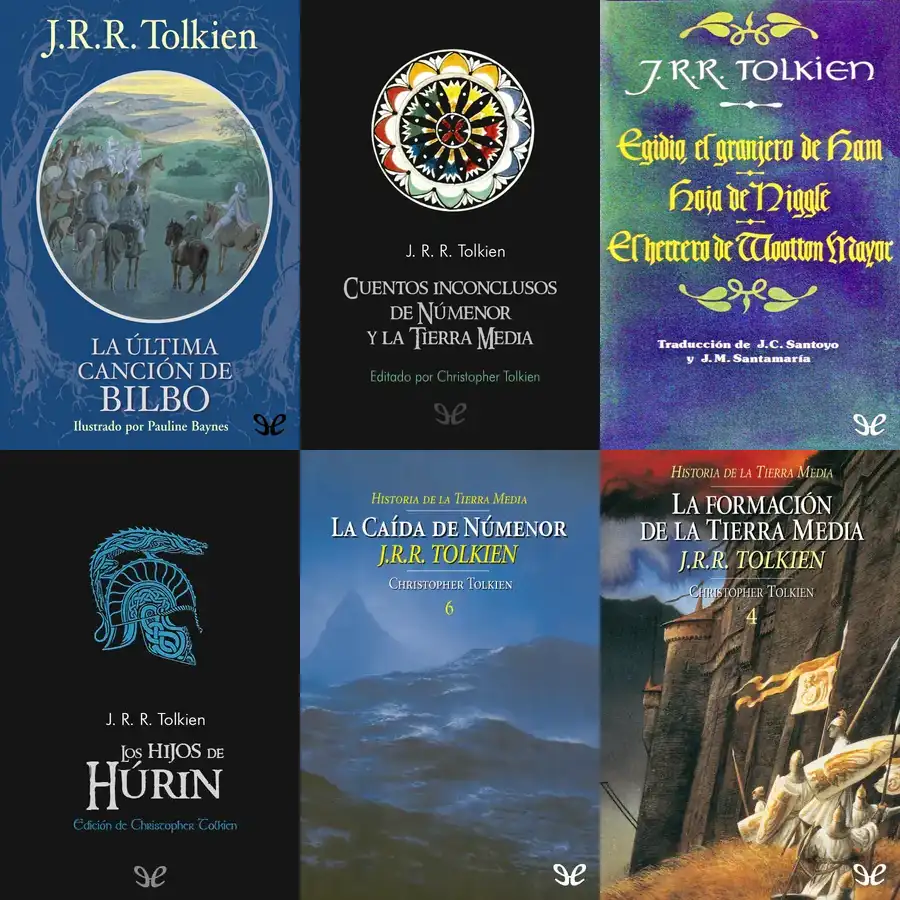 J.R.R. Tolkien
LA ÚLTIMA
CANCIÓN DE
BILBO
Ilustrado por Pauline Baynes
J. R. R. Tolkien
CUENTOS INCONCLUSOS
DE NÚMENOR
Y LA TIERRA MEDIA
Editado por Christopher Tolkien
J. R. R. TOLKIEN
Egidio, el granjero de Ham
Hoja de Niggle
El herrero de Wootton Mayor
Traducción de J.C. Santoyo
y J.M. Santamaría
J. R. R. Tolkien
LOS HIJOS DE
HÚRIN
Edición de Christopher Tolkien
HISTORIA DE LA TIERRA MEDIA
LA CAÍDA DE NÚMENOR
J.R.R. TOLKIEN
CHRISTOPHER TOLKIEN
6
HISTORIA DE LA TIERRA MEDIA
LA FORMACIÓN
DE LA TIERRA MEDIA
J.R.R. TOLKIEN
CHRISTOPHER TOLKIEN
4